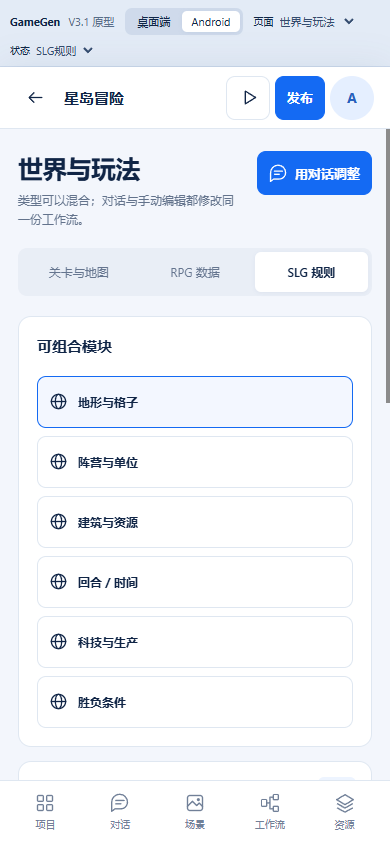 GameGen V3.1 原型 桌面端 Android 页面 世界与玩法
状态 SLG规则
星岛冒险 发布 A
世界与玩法
用对话调整
类型可以混合；对话与手动编辑都修改同
一份工作流。
关卡与地图 RPG 数据 SLG 规则
可组合模块
地形与格子
阵营与单位
建筑与资源
回合 / 时间
科技与生产
胜负条件
项目 对话 场景 工作流 资源